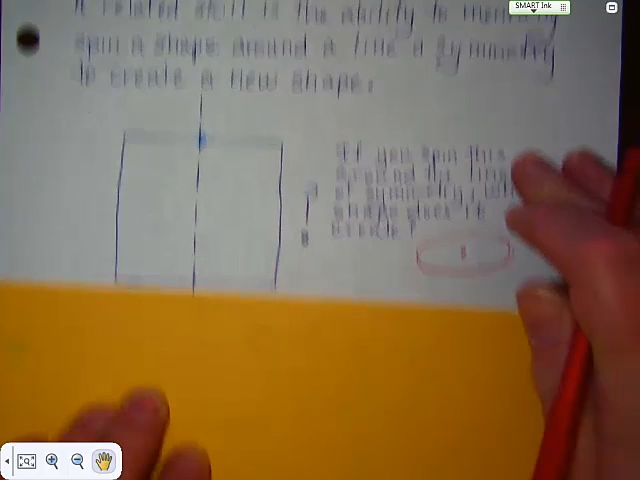 A related skill is the ability to mentally
spin a shape around a line of symmetry
to create a new shape.
SMART Ink
If you spin this
around its line
of symmetry, what
shape does it
create?